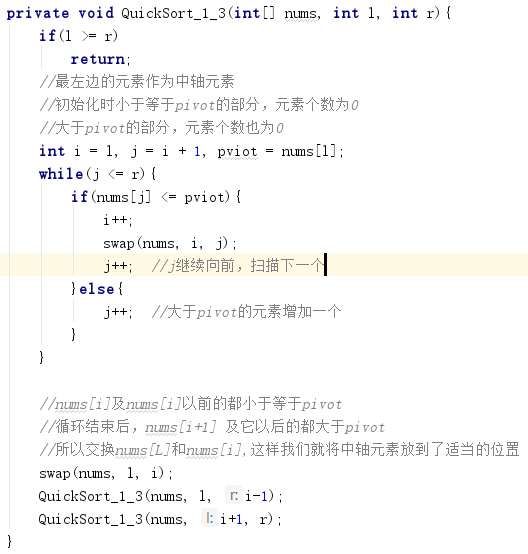 private void QuickSort_1_3(int[] nums, int l, int r){
    if(l >= r)
        return;
    //最左边的元素作为中轴元素
    //初始化时小于等于pivot的部分，元素个数为0
    //大于pivot的部分，元素个数也为0
    int i = l, j = i + 1, pviot = nums[l];
    while(j <= r){
        if(nums[j] <= pviot){
            i++;
            swap(nums, i, j);
            j++;  //j继续向前，扫描下一个
        }else{
            j++;  //大于pivot的元素增加一个
        }
    }
    //nums[i]及nums[i]以前的都小于等于pivot
    //循环结束后，nums[i+1] 及它以后的都大于pivot
    //所以交换nums[L]和nums[i],这样我们就将中轴元素放到了适当的位置
    swap(nums, l, i);
    QuickSort_1_3(nums, l, r: i-1);
    QuickSort_1_3(nums, l: i+1, r);
}